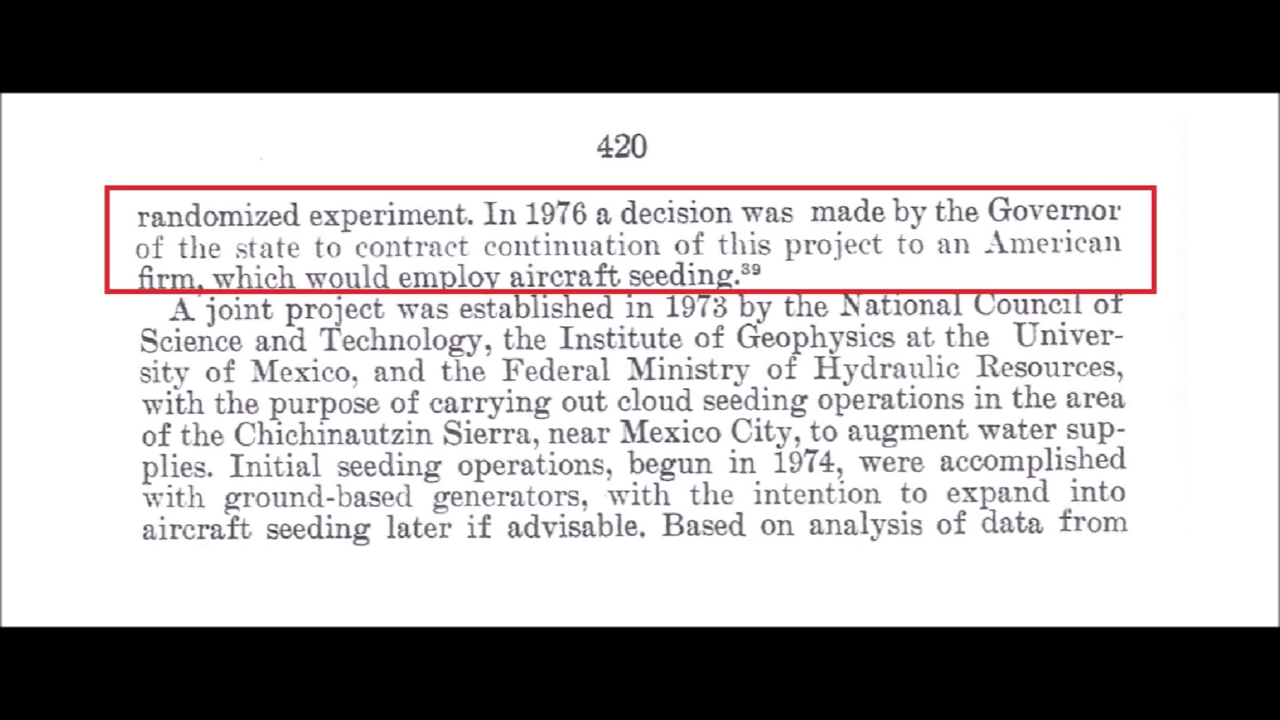 420
randomized experiment. In 1976 a decision was made by the Governor
of the state to contract continuation of this project to an American
firm, which would employ aircraft seeding.³⁹
A joint project was established in 1973 by the National Council of
Science and Technology, the Institute of Geophysics at the Univer-
sity of Mexico, and the Federal Ministry of Hydraulic Resources,
with the purpose of carrying out cloud seeding operations in the area
of the Chichinautzin Sierra, near Mexico City, to augment water sup-
plies. Initial seeding operations, begun in 1974, were accomplished
with ground-based generators, with the intention to expand into
aircraft seeding later if advisable. Based on analysis of data from